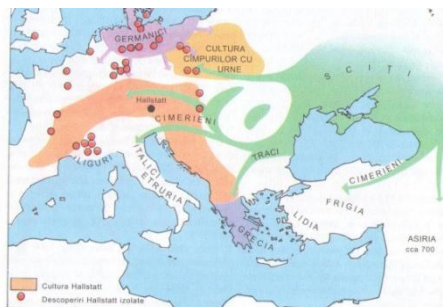 GERMANICI
CULTURA
CÎMPURILOR CU
URNE
SCITI
Hallstatt
CIMERIENI
LIGURI
ITALICI
ETRURIA
TRACI
CIMERIENI
FRIGIA
LIDIA
GRECIA
ASIRIA
cca 700
Cultura Hallstatt
Descoperiri Hallstatt izolate